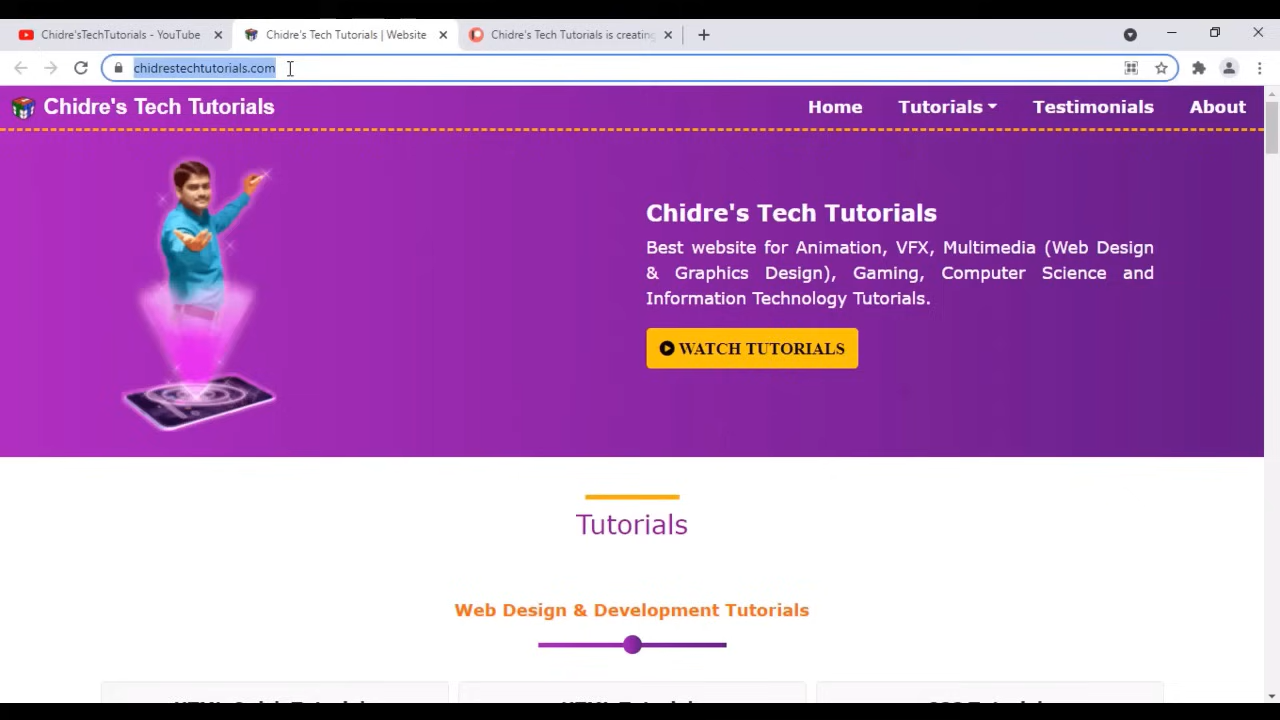 Chidre'sTechTutorials - YouTube
Chidre's Tech Tutorials | Website
Chidre's Tech Tutorials is creating
chidrestechtutorials.com
Chidre's Tech Tutorials
Home
Tutorials
Testimonials
About
Chidre's Tech Tutorials
Best website for Animation, VFX, Multimedia (Web Design
& Graphics Design), Gaming, Computer Science and
Information Technology Tutorials.
WATCH TUTORIALS
Tutorials
Web Design & Development Tutorials